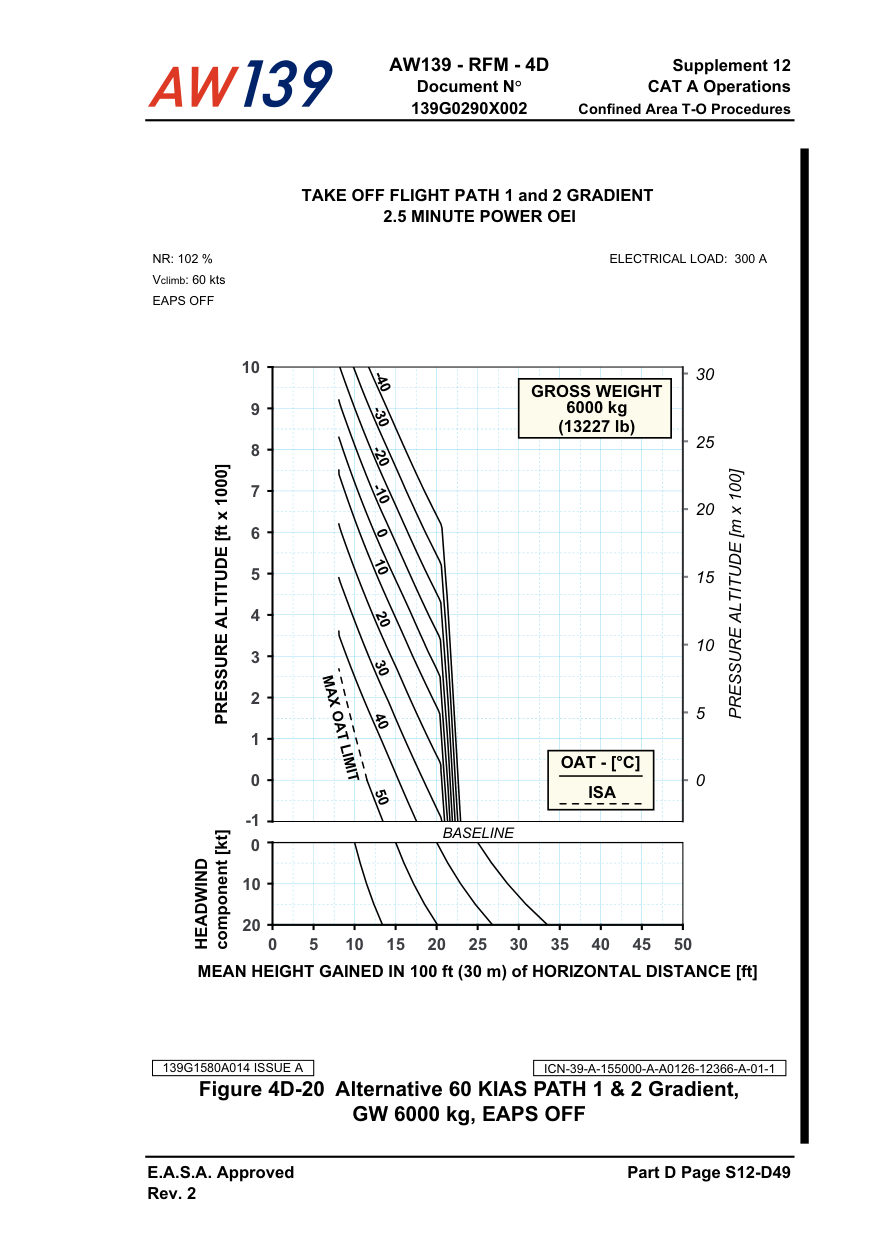 AW139
AW139 - RFM - 4D
Document N°
139G0290X002
Supplement 12
CAT A Operations
Confined Area T-O Procedures
TAKE OFF FLIGHT PATH 1 and 2 GRADIENT
2.5 MINUTE POWER OEI
NR: 102 %
Vclimb: 60 kts
EAPS OFF
ELECTRICAL LOAD: 300 A
PRESSURE ALTITUDE [ft x 1000]
10
9
8
7
6
5
4
3
2
1
0
-1
-40
-30
-20
-10
0
10
20
30
40
50
MAX OAT LIMIT
GROSS WEIGHT
6000 kg
(13227 lb)
OAT - [°C]
ISA
30
25
20
15
10
5
0
PRESSURE ALTITUDE [m x 100]
BASELINE
HEADWIND
component [kt]
0
10
20
0 5 10 15 20 25 30 35 40 45 50
MEAN HEIGHT GAINED IN 100 ft (30 m) of HORIZONTAL DISTANCE [ft]
139G1580A014 ISSUE A
ICN-39-A-155000-A-A0126-12366-A-01-1
Figure 4D-20 Alternative 60 KIAS PATH 1 & 2 Gradient,
GW 6000 kg, EAPS OFF
E.A.S.A. Approved
Rev. 2
Part D Page S12-D49